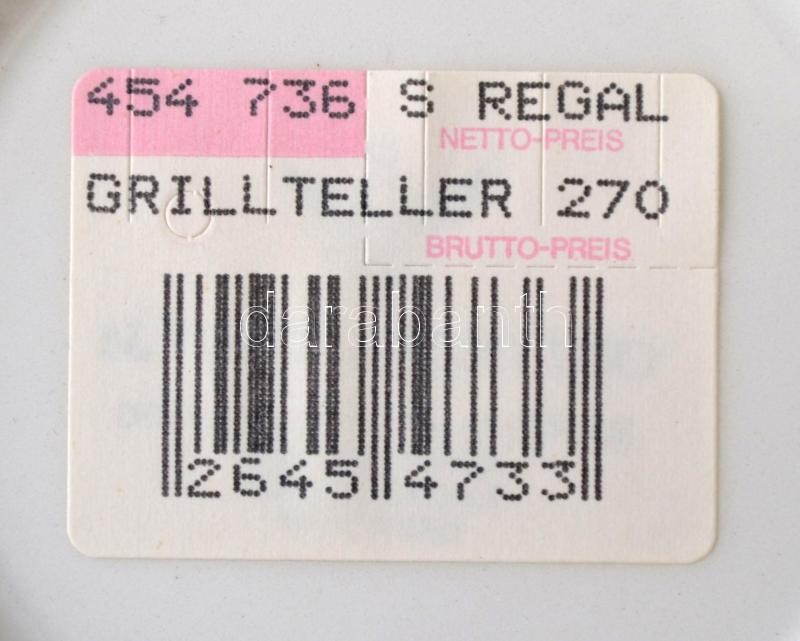 454 736 S REGAL
NETTO-PREIS
GRILLTELLER 270
BRUTTO-PREIS
darabanth
2645 4733